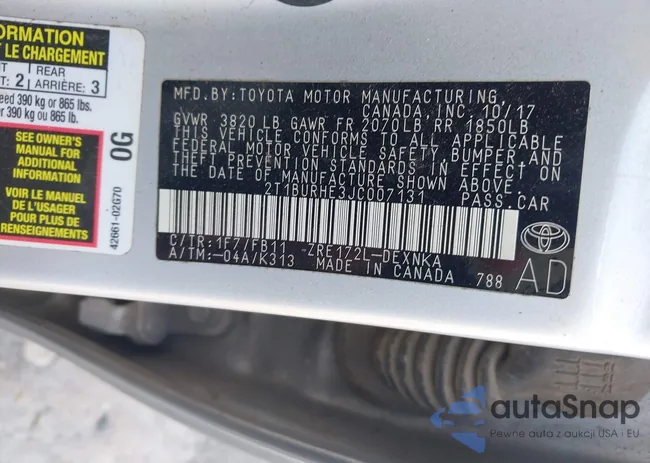 ORMATION
T LE CHARGEMENT
T 2 REAR 3
T: ARRIÈRE:
eed 390 kg or 865 lbs.
r 390 kg ou 865 lb.
SEE OWNER'S
MANUAL FOR
ADDITIONAL
INFORMATION
VOIR LE MANUEL
DE L'USAGER
POUR PLUS DE
RENSEIGNEMENTS
OG
42661-02G70
MFD.BY:TOYOTA MOTOR MANUFACTURING,
CANADA, INC. 10/17
GVWR 3820 LB GAWR FR 2070LB RR 1850LB
THIS VEHICLE CONFORMS TO ALL APPLICABLE
FEDERAL MOTOR VEHICLE SAFETY, BUMPER, AND
THEFT PREVENTION STANDARDS IN EFFECT ON
THE DATE OF MANUFACTURE SHOWN ABOVE.
2T1BURHE3JC007131 PASS.CAR
C/TR:1F7/FB11 ZRE172L-DEXNKA
A/TM:-04A/K313 MADE IN CANADA 788
TOYOTA
AD
autoSnap
Pewne auta z aukcji USA i EU